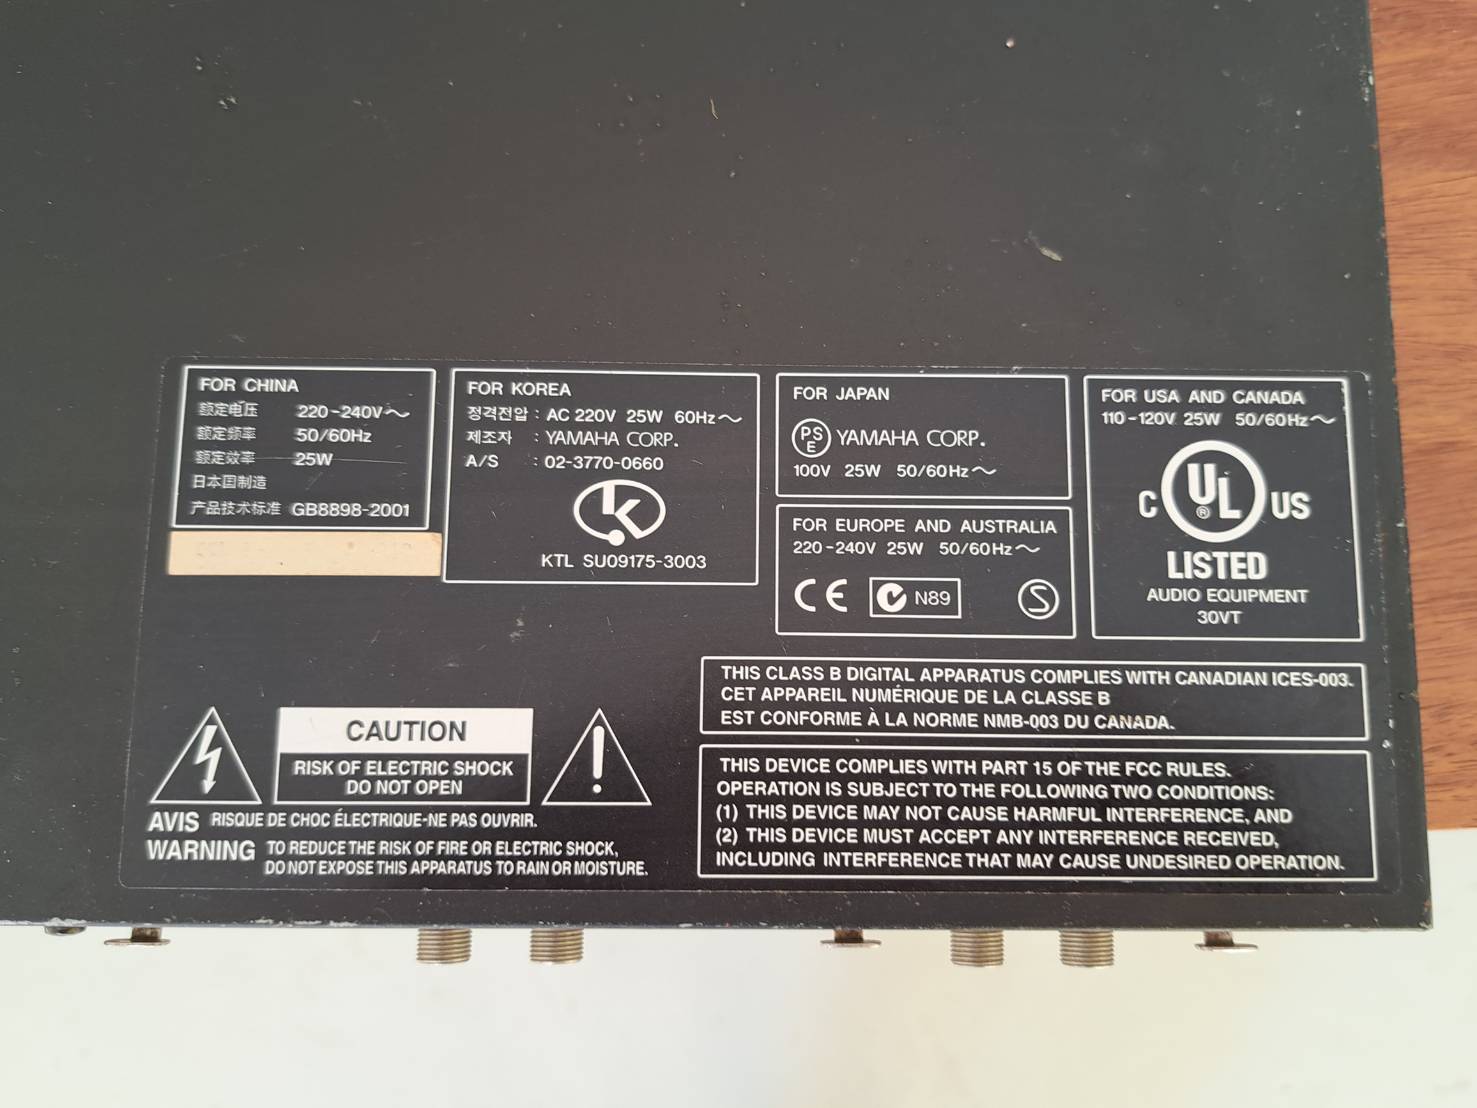 FOR CHINA
额定电压 220-240V～
额定频率 50/60Hz
额定效率 25W
日本国制造
产品技术标准 GB8898-2001
FOR KOREA
정격전압 : AC 220V 25W 60Hz～
제조자 : YAMAHA CORP.
A/S : 02-3770-0660
KTL SU09175-3003
FOR JAPAN
PSE YAMAHA CORP.
100V 25W 50/60Hz～
FOR EUROPE AND AUSTRALIA
220-240V 25W 50/60Hz～
CE N89 S
FOR USA AND CANADA
110-120V 25W 50/60Hz～
C UL® US
LISTED
AUDIO EQUIPMENT
30VT
THIS CLASS B DIGITAL APPARATUS COMPLIES WITH CANADIAN ICES-003.
CET APPAREIL NUMÉRIQUE DE LA CLASSE B
EST CONFORME À LA NORME NMB-003 DU CANADA.
CAUTION
RISK OF ELECTRIC SHOCK
DO NOT OPEN
AVIS RISQUE DE CHOC ÉLECTRIQUE-NE PAS OUVRIR.
WARNING TO REDUCE THE RISK OF FIRE OR ELECTRIC SHOCK,
DO NOT EXPOSE THIS APPARATUS TO RAIN OR MOISTURE.
THIS DEVICE COMPLIES WITH PART 15 OF THE FCC RULES.
OPERATION IS SUBJECT TO THE FOLLOWING TWO CONDITIONS:
(1) THIS DEVICE MAY NOT CAUSE HARMFUL INTERFERENCE, AND
(2) THIS DEVICE MUST ACCEPT ANY INTERFERENCE RECEIVED,
INCLUDING INTERFERENCE THAT MAY CAUSE UNDESIRED OPERATION.